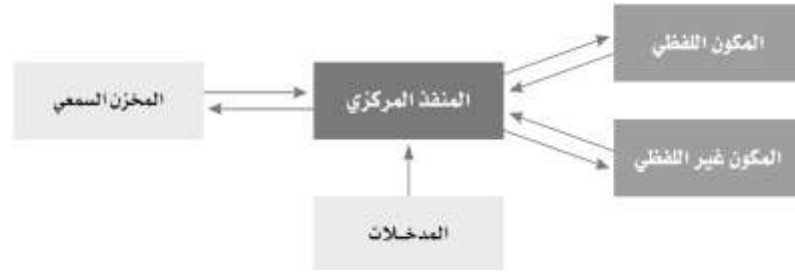 المكون اللفظي
المخزن السمعي
المنفذ المركزي
المكون غير اللفظي
المدخلات